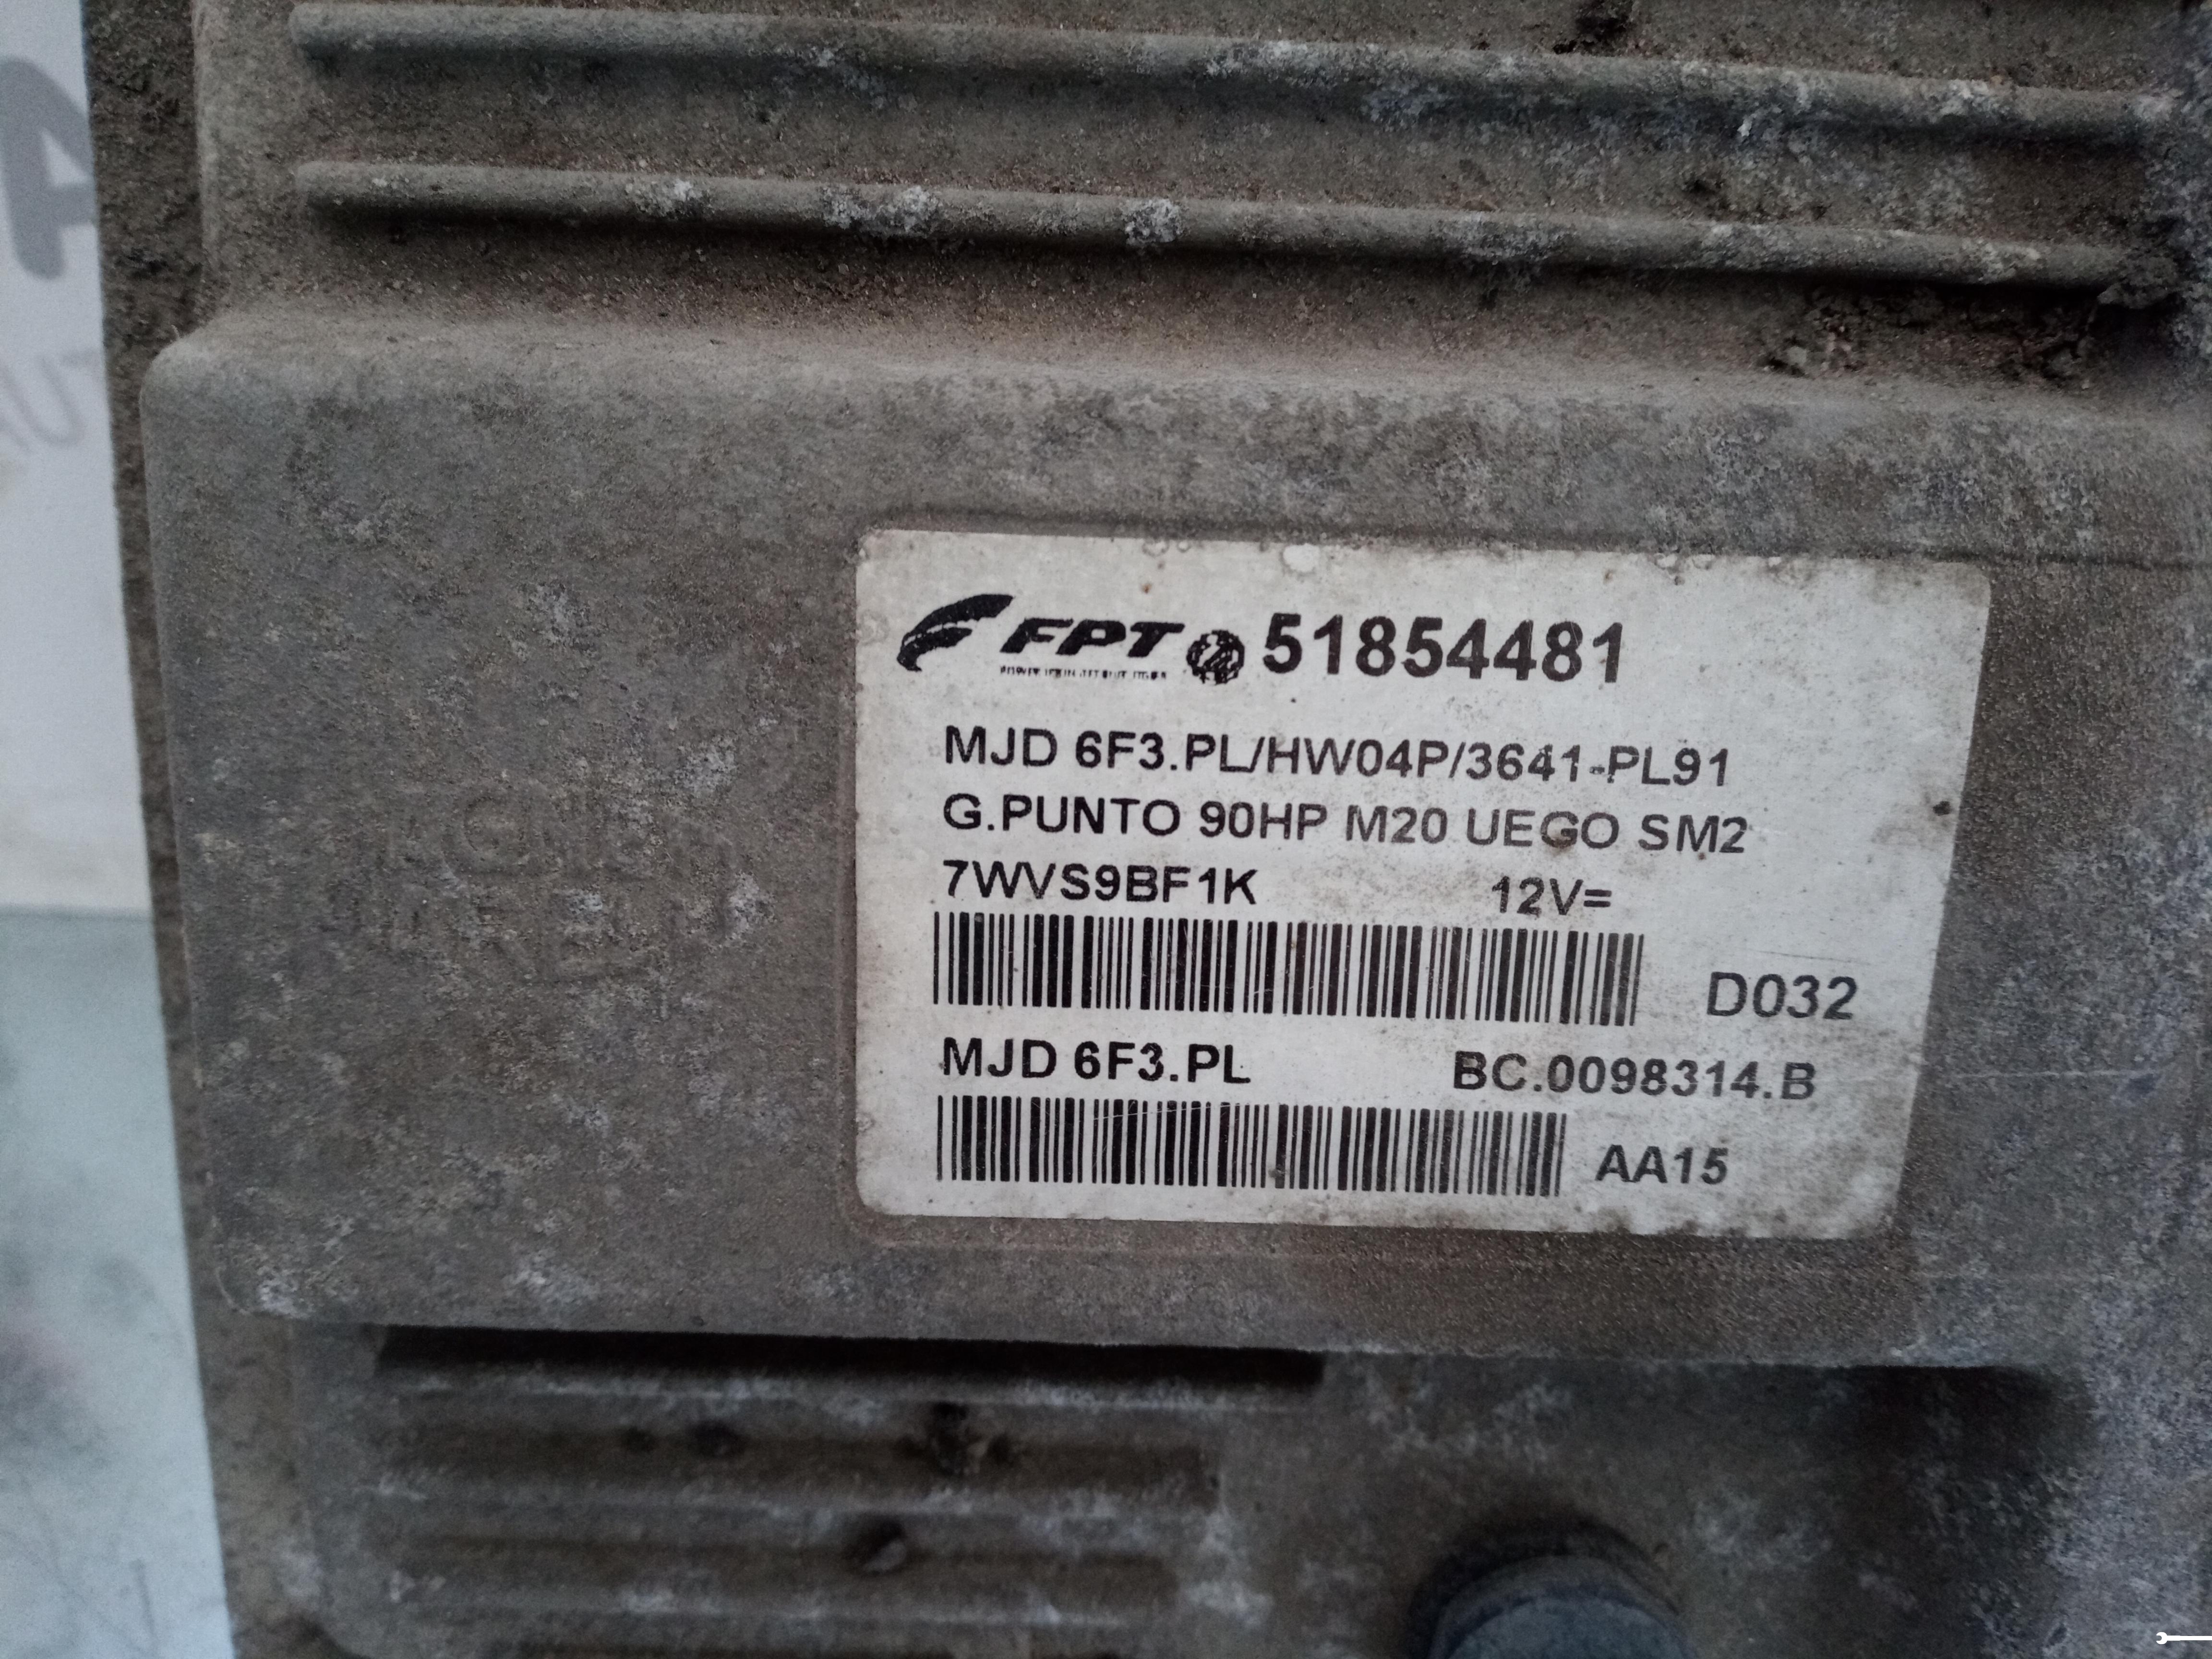 A
AUT
FPT 51854481
MJD 6F3.PL/HW04P/3641-PL91
G.PUNTO 90HP M20 UEGO SM2
7WVS9BF1K 12V=
D032
MJD 6F3.PL BC.0098314.B
AA15